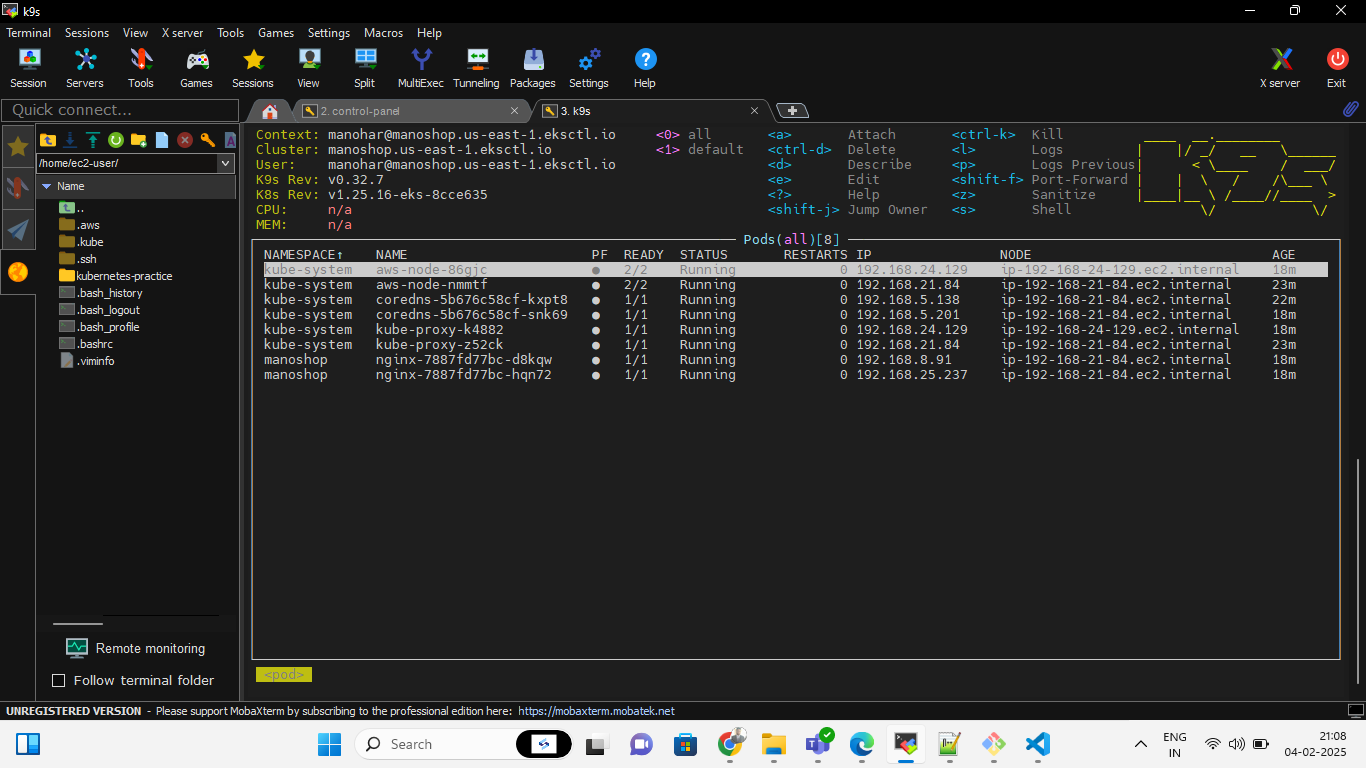 k9s
Terminal Sessions View X server Tools Games Settings Macros Help
Session Servers Tools Games Sessions View Split MultiExec Tunneling Packages Settings Help X server Exit
Quick connect...
2. control-panel
3. k9s
/home/ec2-user/
Name
..
.aws
.kube
.ssh
kubernetes-practice
.bash_history
.bash_logout
.bash_profile
.bashrc
.viminfo
Remote monitoring
Follow terminal folder
Context: manohar@manoshop.us-east-1.eksctl.io <0> all <a> Attach <ctrl-k> Kill
Cluster: manoshop.us-east-1.eksctl.io <1> default <ctrl-d> Delete <l> Logs
User: manohar@manoshop.us-east-1.eksctl.io <d> Describe <p> Logs Previous
K9s Rev: v0.32.7 <e> Edit <shift-f> Port-Forward
K8s Rev: v1.25.16-eks-8cce635 <?> Help <z> Sanitize
CPU: n/a <shift-j> Jump Owner <s> Shell
MEM: n/a
Pods(all)[8]
NAMESPACE↑ NAME PF READY STATUS RESTARTS IP NODE AGE
kube-system aws-node-86gjc ● 2/2 Running 0 192.168.24.129 ip-192-168-24-129.ec2.internal 18m
kube-system aws-node-nmmtf ● 2/2 Running 0 192.168.21.84 ip-192-168-21-84.ec2.internal 23m
kube-system coredns-5b676c58cf-kxpt8 ● 1/1 Running 0 192.168.5.138 ip-192-168-21-84.ec2.internal 22m
kube-system coredns-5b676c58cf-snk69 ● 1/1 Running 0 192.168.5.201 ip-192-168-21-84.ec2.internal 18m
kube-system kube-proxy-k4882 ● 1/1 Running 0 192.168.24.129 ip-192-168-24-129.ec2.internal 18m
kube-system kube-proxy-z52ck ● 1/1 Running 0 192.168.21.84 ip-192-168-21-84.ec2.internal 23m
manoshop nginx-7887fd77bc-d8kqw ● 1/1 Running 0 192.168.8.91 ip-192-168-21-84.ec2.internal 18m
manoshop nginx-7887fd77bc-hqn72 ● 1/1 Running 0 192.168.25.237 ip-192-168-21-84.ec2.internal 18m
<pod>
UNREGISTERED VERSION - Please support MobaXterm by subscribing to the professional edition here: https://mobaxterm.mobatek.net
Search
ENG
IN
21:08
04-02-2025